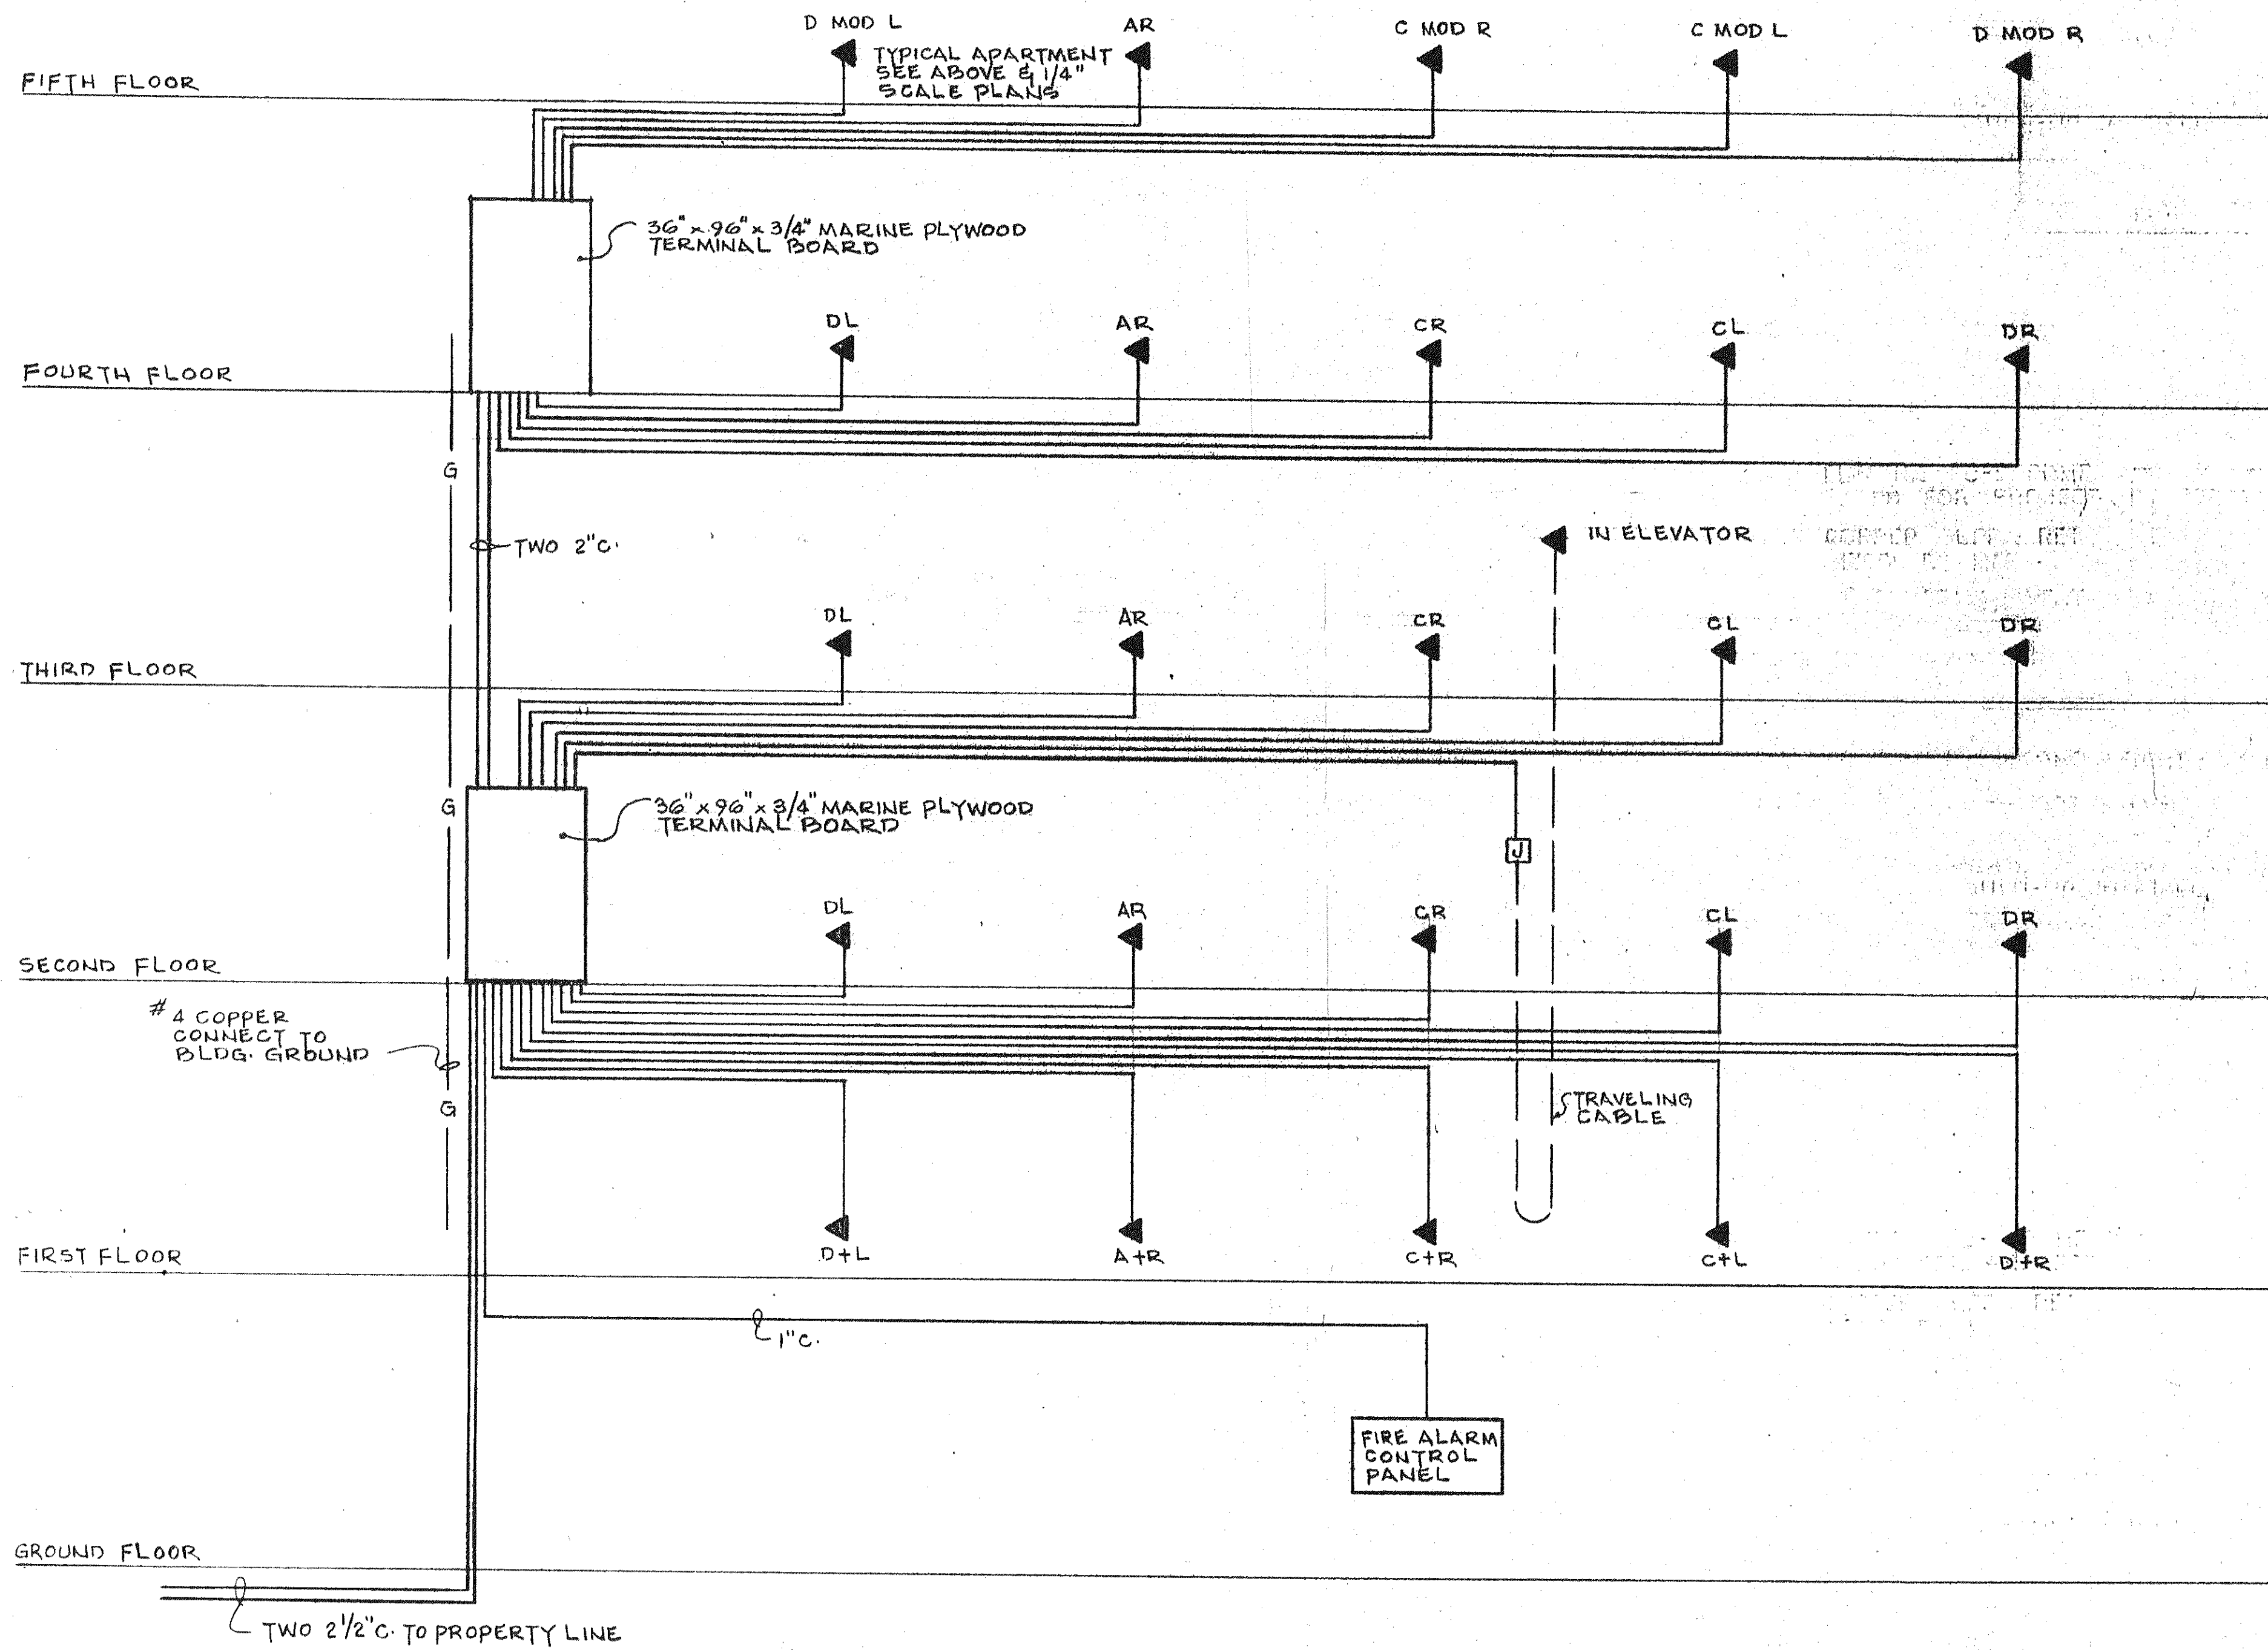 D MOD L
AR
C MOD R
C MOD L
D MOD R
TYPICAL APARTMENT
SEE ABOVE & 1/4"
SCALE PLANS
FIFTH FLOOR
36" x 96" x 3/4" MARINE PLYWOOD
TERMINAL BOARD
DL
AR
CR
CL
DR
FOURTH FLOOR
G
TWO 2"C.
IN ELEVATOR
DL
AR
CR
CL
DR
THIRD FLOOR
G
36" x 96" x 3/4" MARINE PLYWOOD
TERMINAL BOARD
J
DL
AR
CR
CL
DR
SECOND FLOOR
# 4 COPPER
CONNECT TO
BLDG. GROUND
G
TRAVELING
CABLE
FIRST FLOOR
D+L
A+R
C+R
C+L
D+R
1"C.
FIRE ALARM
CONTROL
PANEL
GROUND FLOOR
TWO 2 1/2"C. TO PROPERTY LINE